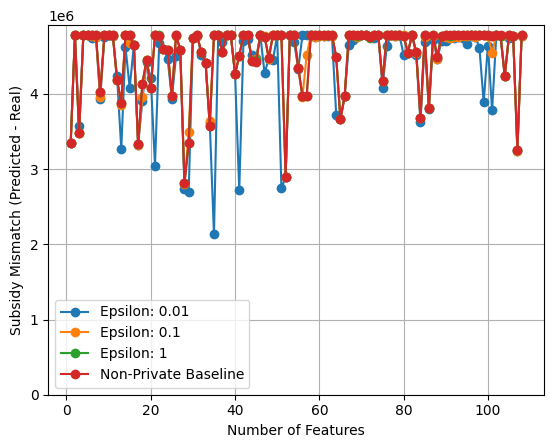 1e6
Subsidy Mismatch (Predicted - Real)
4
3
2
1
0
Epsilon: 0.01
Epsilon: 0.1
Epsilon: 1
Non-Private Baseline
0 20 40 60 80 100
Number of Features